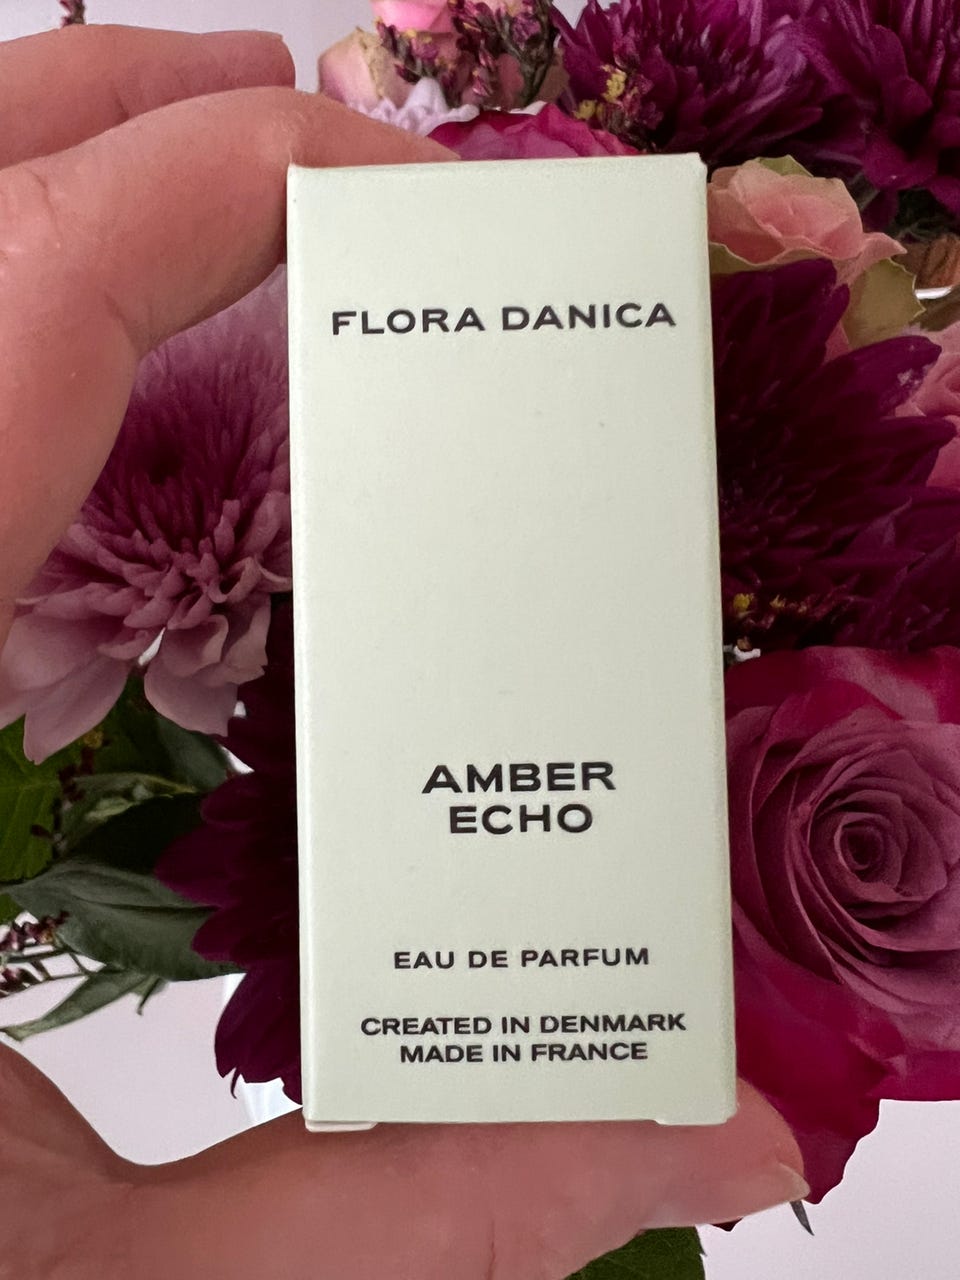 FLORA DANICA
AMBER
ECHO
EAU DE PARFUM
CREATED IN DENMARK
MADE IN FRANCE